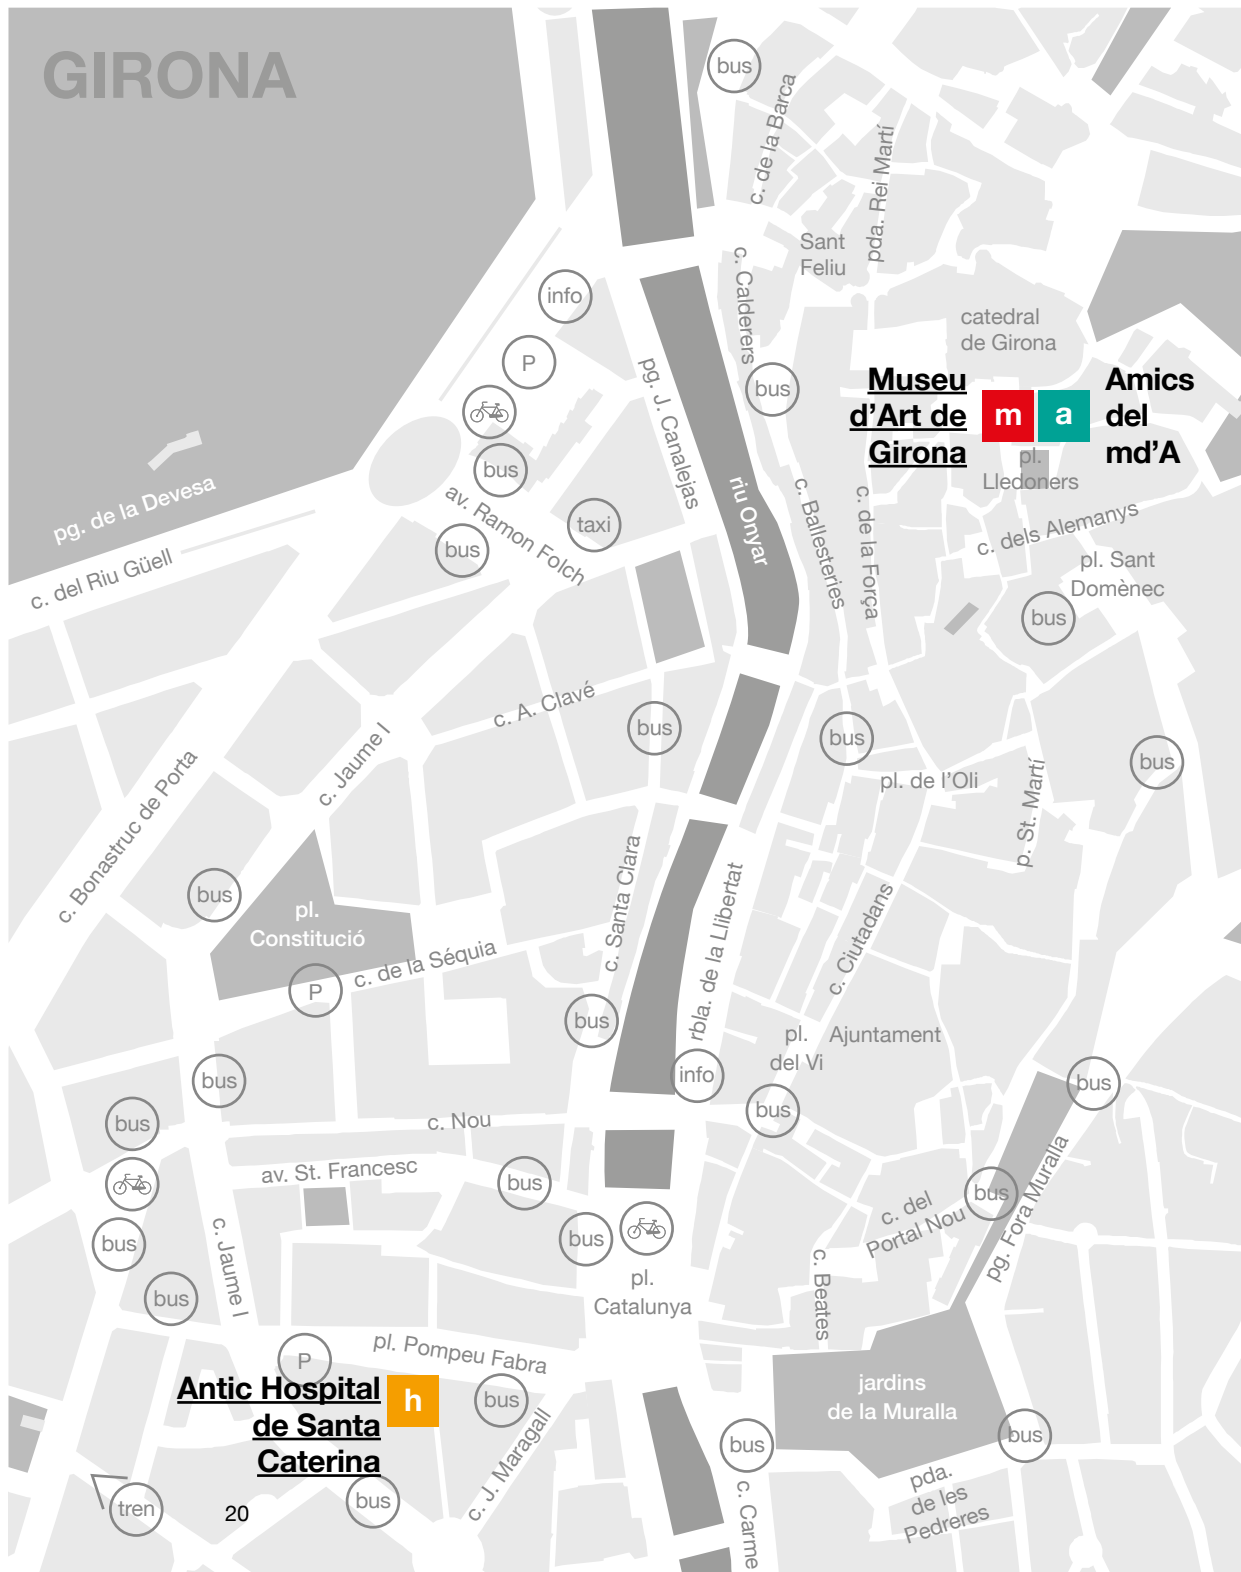 GIRONA
bus
c. de la Barca
pda. Rei Martí
Sant
Feliu
c. Calderers
info
catedral
de Girona
P
pg. J. Canalejas
bus
Museu
d’Art de
Girona
m
a
Amics
del
md’A
pl.
Lledoners
bus
av. Ramon Folch
taxi
bus
riu Onyar
c. Ballesteries
c. de la Força
c. dels Alemanys
pl. Sant
Domènec
bus
pg. de la Devesa
c. del Riu Güell
c. A. Clavé
bus
bus
bus
pl. de l’Oli
p. St. Martí
c. Jaume I
c. Bonastruc de Porta
bus
pl.
Constitució
c. de la Séquia
P
c. Santa Clara
rbla. de la Llibertat
c. Ciutadans
bus
pl.
del Vi
Ajuntament
info
bus
bus
bus
bus
c. Nou
av. St. Francesc
bus
bus
c. del
Portal Nou
pg. Fora Muralla
bus
bus
c. Jaume I
bus
pl.
Catalunya
c. Beates
P
pl. Pompeu Fabra
Antic Hospital
de Santa
Caterina
h
bus
c. J. Maragall
jardins
de la Muralla
bus
bus
pda.
de les
Pedreres
c. Carme
bus
tren
20